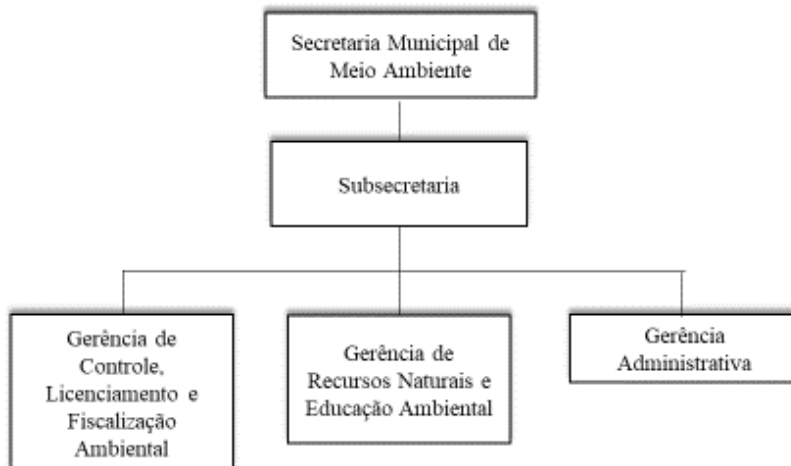 Secretaria Municipal de
Meio Ambiente
Subsecretaria
Gerência de
Controle,
Licenciamento e
Fiscalização
Ambiental
Gerência de
Recursos Naturais e
Educação Ambiental
Gerência
Administrativa